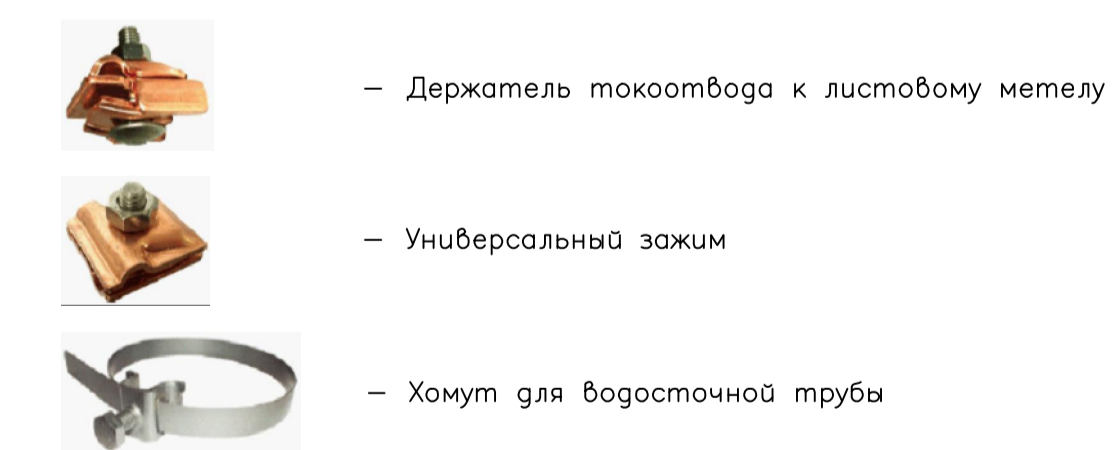 – Держатель токоотвода к листовому метелу
– Универсальный зажим
– Хомут для водосточной трубы